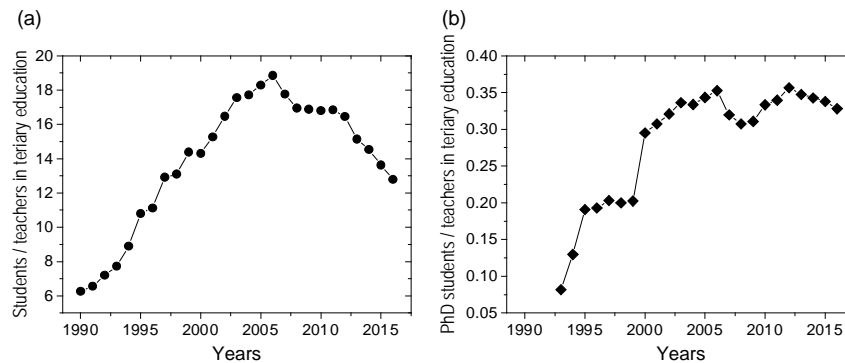 (a)
Students / teachers in teriary education
20
18
16
14
12
10
8
6
1990 1995 2000 2005 2010 2015
Years
(b)
PhD students / teachers in tertiary education
0.40
0.35
0.30
0.25
0.20
0.15
0.10
0.05
1990 1995 2000 2005 2010 2015
Years